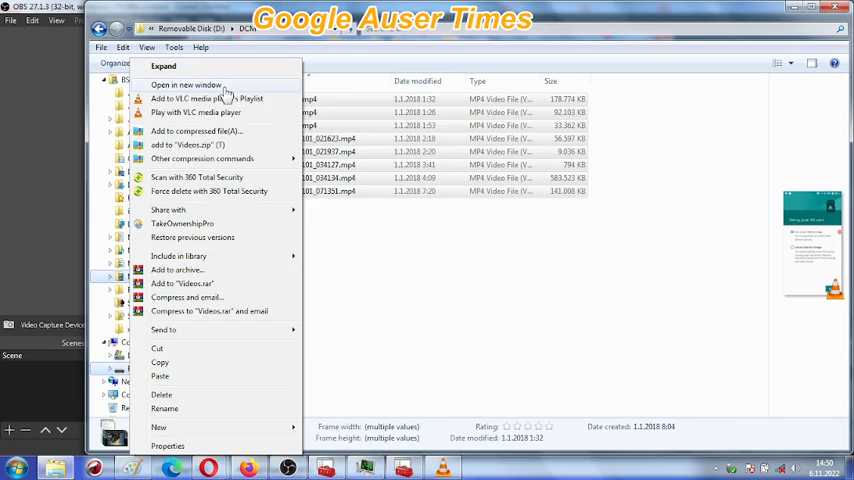 OBS 27.1.3 (32-bit, w
Google Auser Times
File Edit View
Removable Disk (D:) DCM
File Edit View Tools Help
Organize
Date modified Type Size
Expand
Open in new window
Add to VLC media pl Playlist
Play with VLC media player
Add to compressed file(A)...
add to "Videos.zip" (T)
Other compression commands
Scan with 360 Total Security
Force delete with 360 Total Security
Share with
TakeOwnershipPro
Restore previous versions
Include in library
Add to archive...
Add to "Videos.rar"
Compress and email...
Compress to "Videos.rar" and email
Send to
Cut
Copy
Paste
Delete
Rename
New
Properties
mp4 1.1.2018 1:32 MP4 Video File (V... 178.774 KB
mp4 1.1.2018 1:26 MP4 Video File (V... 92.103 KB
mp4 1.1.2018 1:53 MP4 Video File (V... 33.362 KB
101_021623.mp4 1.1.2018 2:18 MP4 Video File (V... 56.597 KB
101_021937.mp4 1.1.2018 2:20 MP4 Video File (V... 9.036 KB
101_034127.mp4 1.1.2018 3:41 MP4 Video File (V... 794 KB
101_034134.mp4 1.1.2018 4:09 MP4 Video File (V... 583.523 KB
101_071351.mp4 1.1.2018 7:20 MP4 Video File (V... 141.008 KB
Video Capture Device
Scenes
Scene
Frame width: (multiple values) Rating: Date created: 1.1.2018 8:04
Frame height: (multiple values) Date modified: 1.1.2018 1:32
14:50
6.11.2022